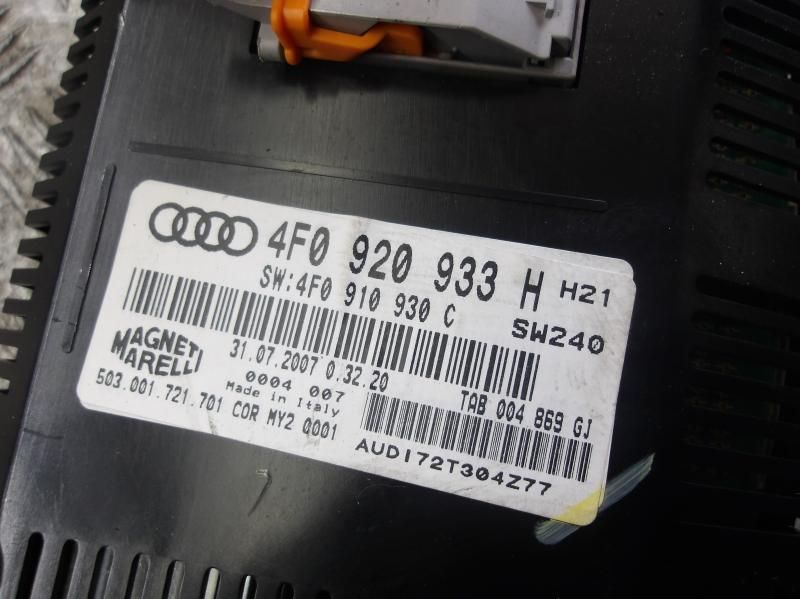 4F0 920 933 H H21
SW:4F0 910 930 C SW240
MAGNETI
MARELLI
31.07.2007 0.32.20
0004 007
Made in Italy
TAB 004 869 GJ
503.001.721.701 COR MY2 Q001
AUDI72T304Z77